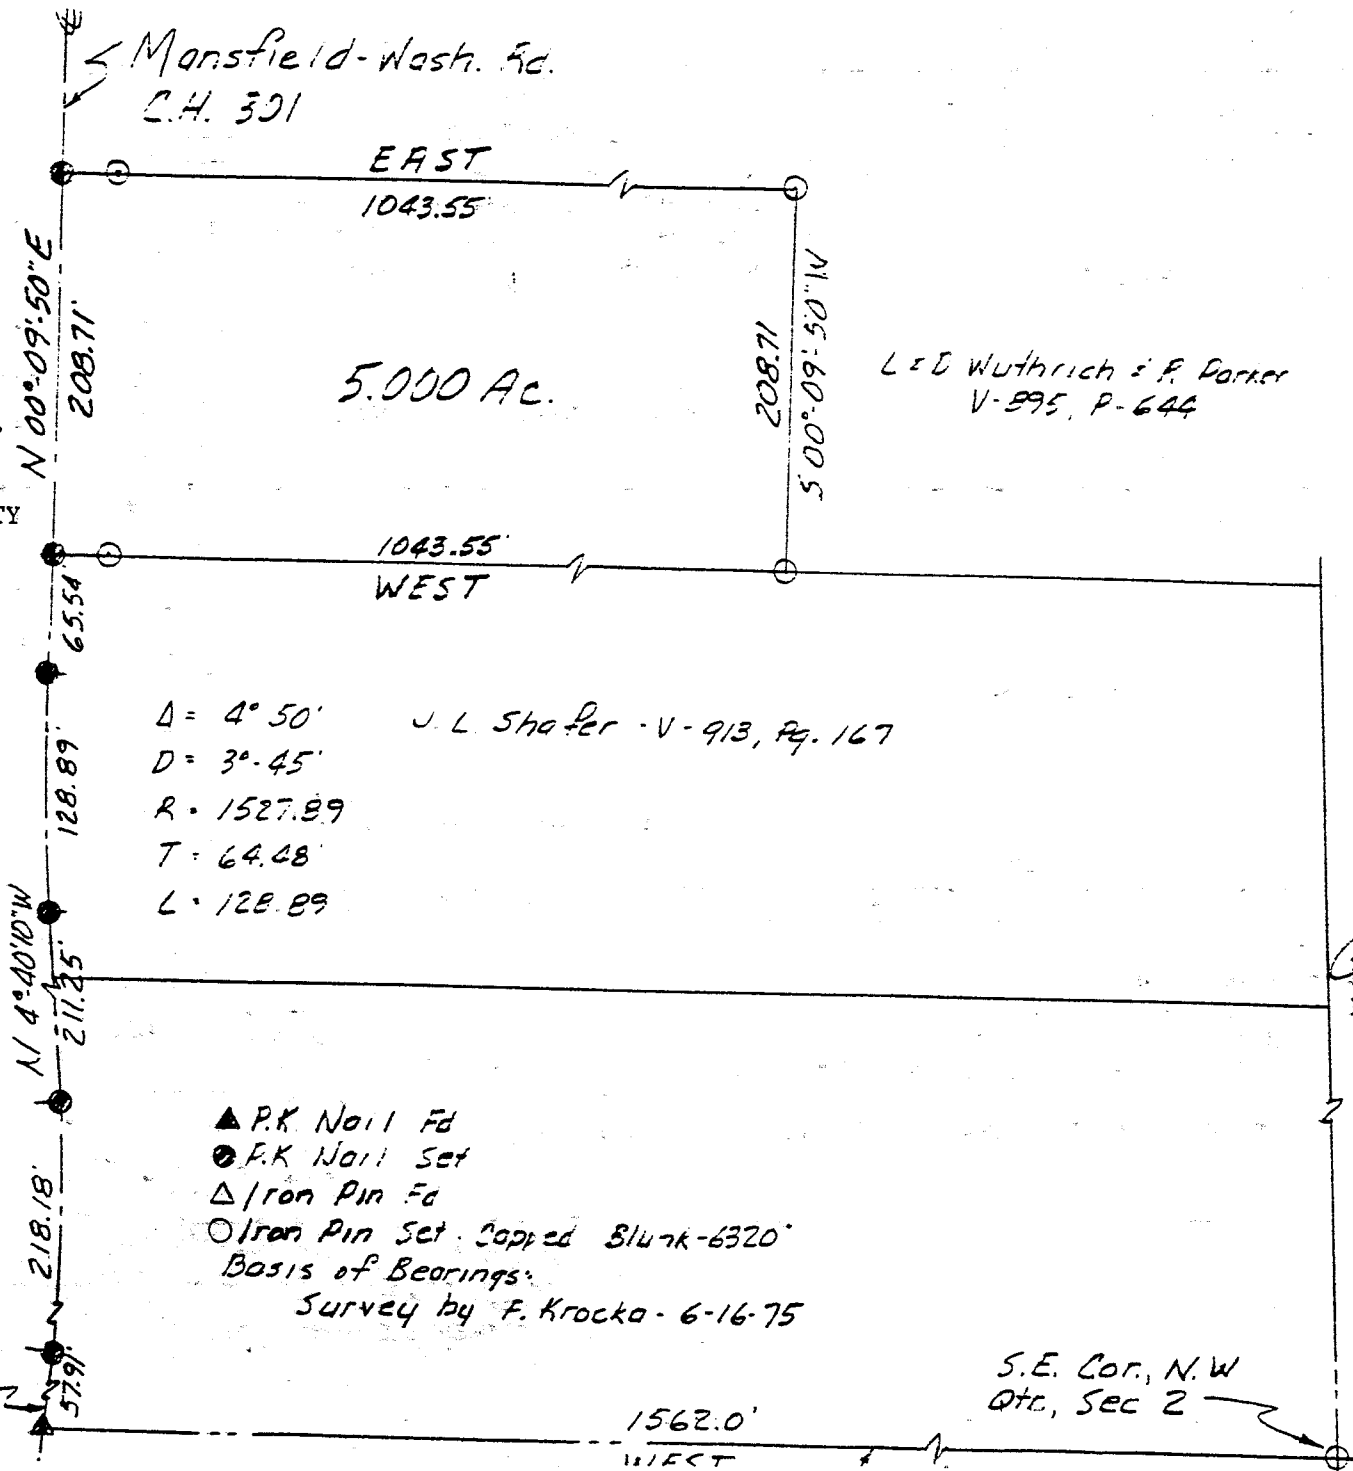 Mansfield-Wash. Rd.
C.H. 301
EAST
1043.55'
N 00°-09'-50"E
208.71'
5.000 Ac.
208.71
S 00°-09'-50"W
L & D Wuthrich & R. Parker
V-895, P-644
TY
1043.55'
WEST
65.54'
Δ = 4° 50'
J. L. Shafer - V-913, Pg. 167
D = 3°-45'
R = 1527.89
T = 64.48'
L = 128.89
128.89'
N 4°-40'10"W
211.25'
▲ P.K. Nail Fd
P.K. Nail Set
△ Iron Pin Fd
○ Iron Pin Set - Capped Blunk-6320
Basis of Bearings:
Survey by F. Krocka - 6-16-75
218.18'
57.91'
S.E. Cor., N.W
Qtr., Sec 2
1562.0'
WEST